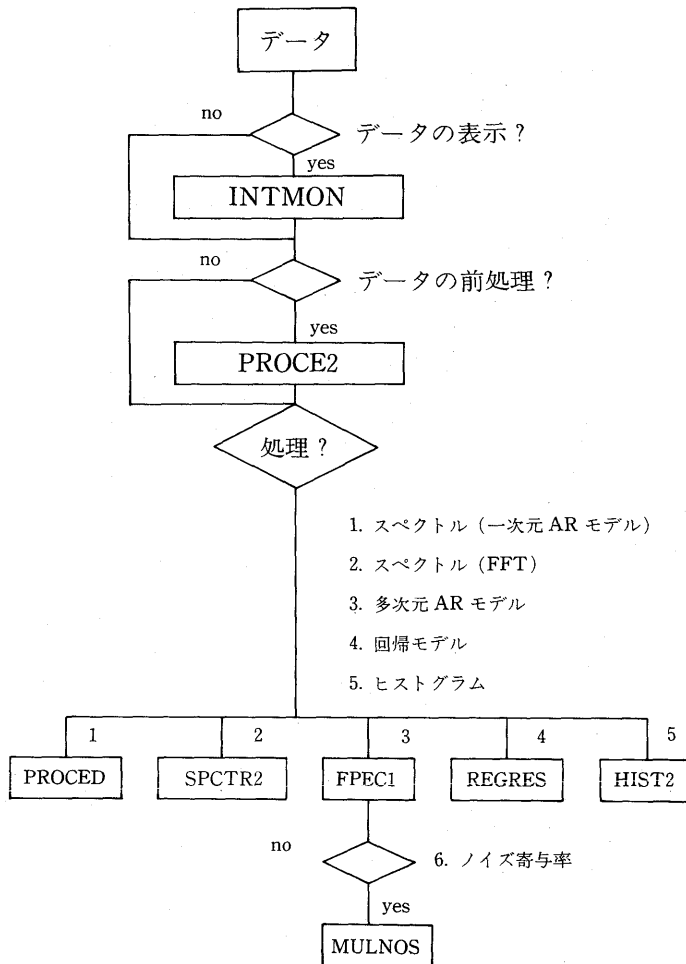 データ
no
データの表示?
yes
INTMON
no
データの前処理?
yes
PROCE2
処理?
1. スペクトル (一次元 AR モデル)
2. スペクトル (FFT)
3. 多次元 AR モデル
4. 回帰モデル
5. ヒストグラム
1 2 3 4 5
PROCED SPCTR2 FPEC1 REGRES HIST2
no
6. ノイズ寄与率
yes
MULNOS